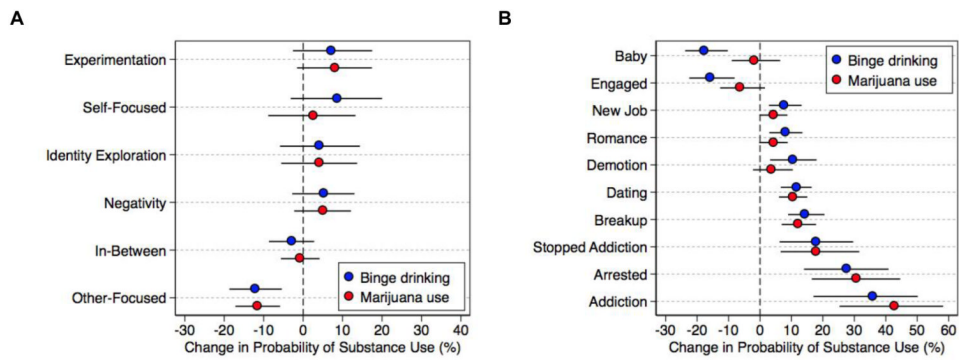 A
Experimentation
Self-Focused
Identity Exploration
Negativity
In-Between
Other-Focused
Binge drinking
Marijuana use
-30 -20 -10 0 10 20 30 40
Change in Probability of Substance Use (%)
B
Baby
Engaged
New Job
Romance
Demotion
Dating
Breakup
Stopped Addiction
Arrested
Addiction
Binge drinking
Marijuana use
-30 -20 -10 0 10 20 30 40 50 60
Change in Probability of Substance Use (%)